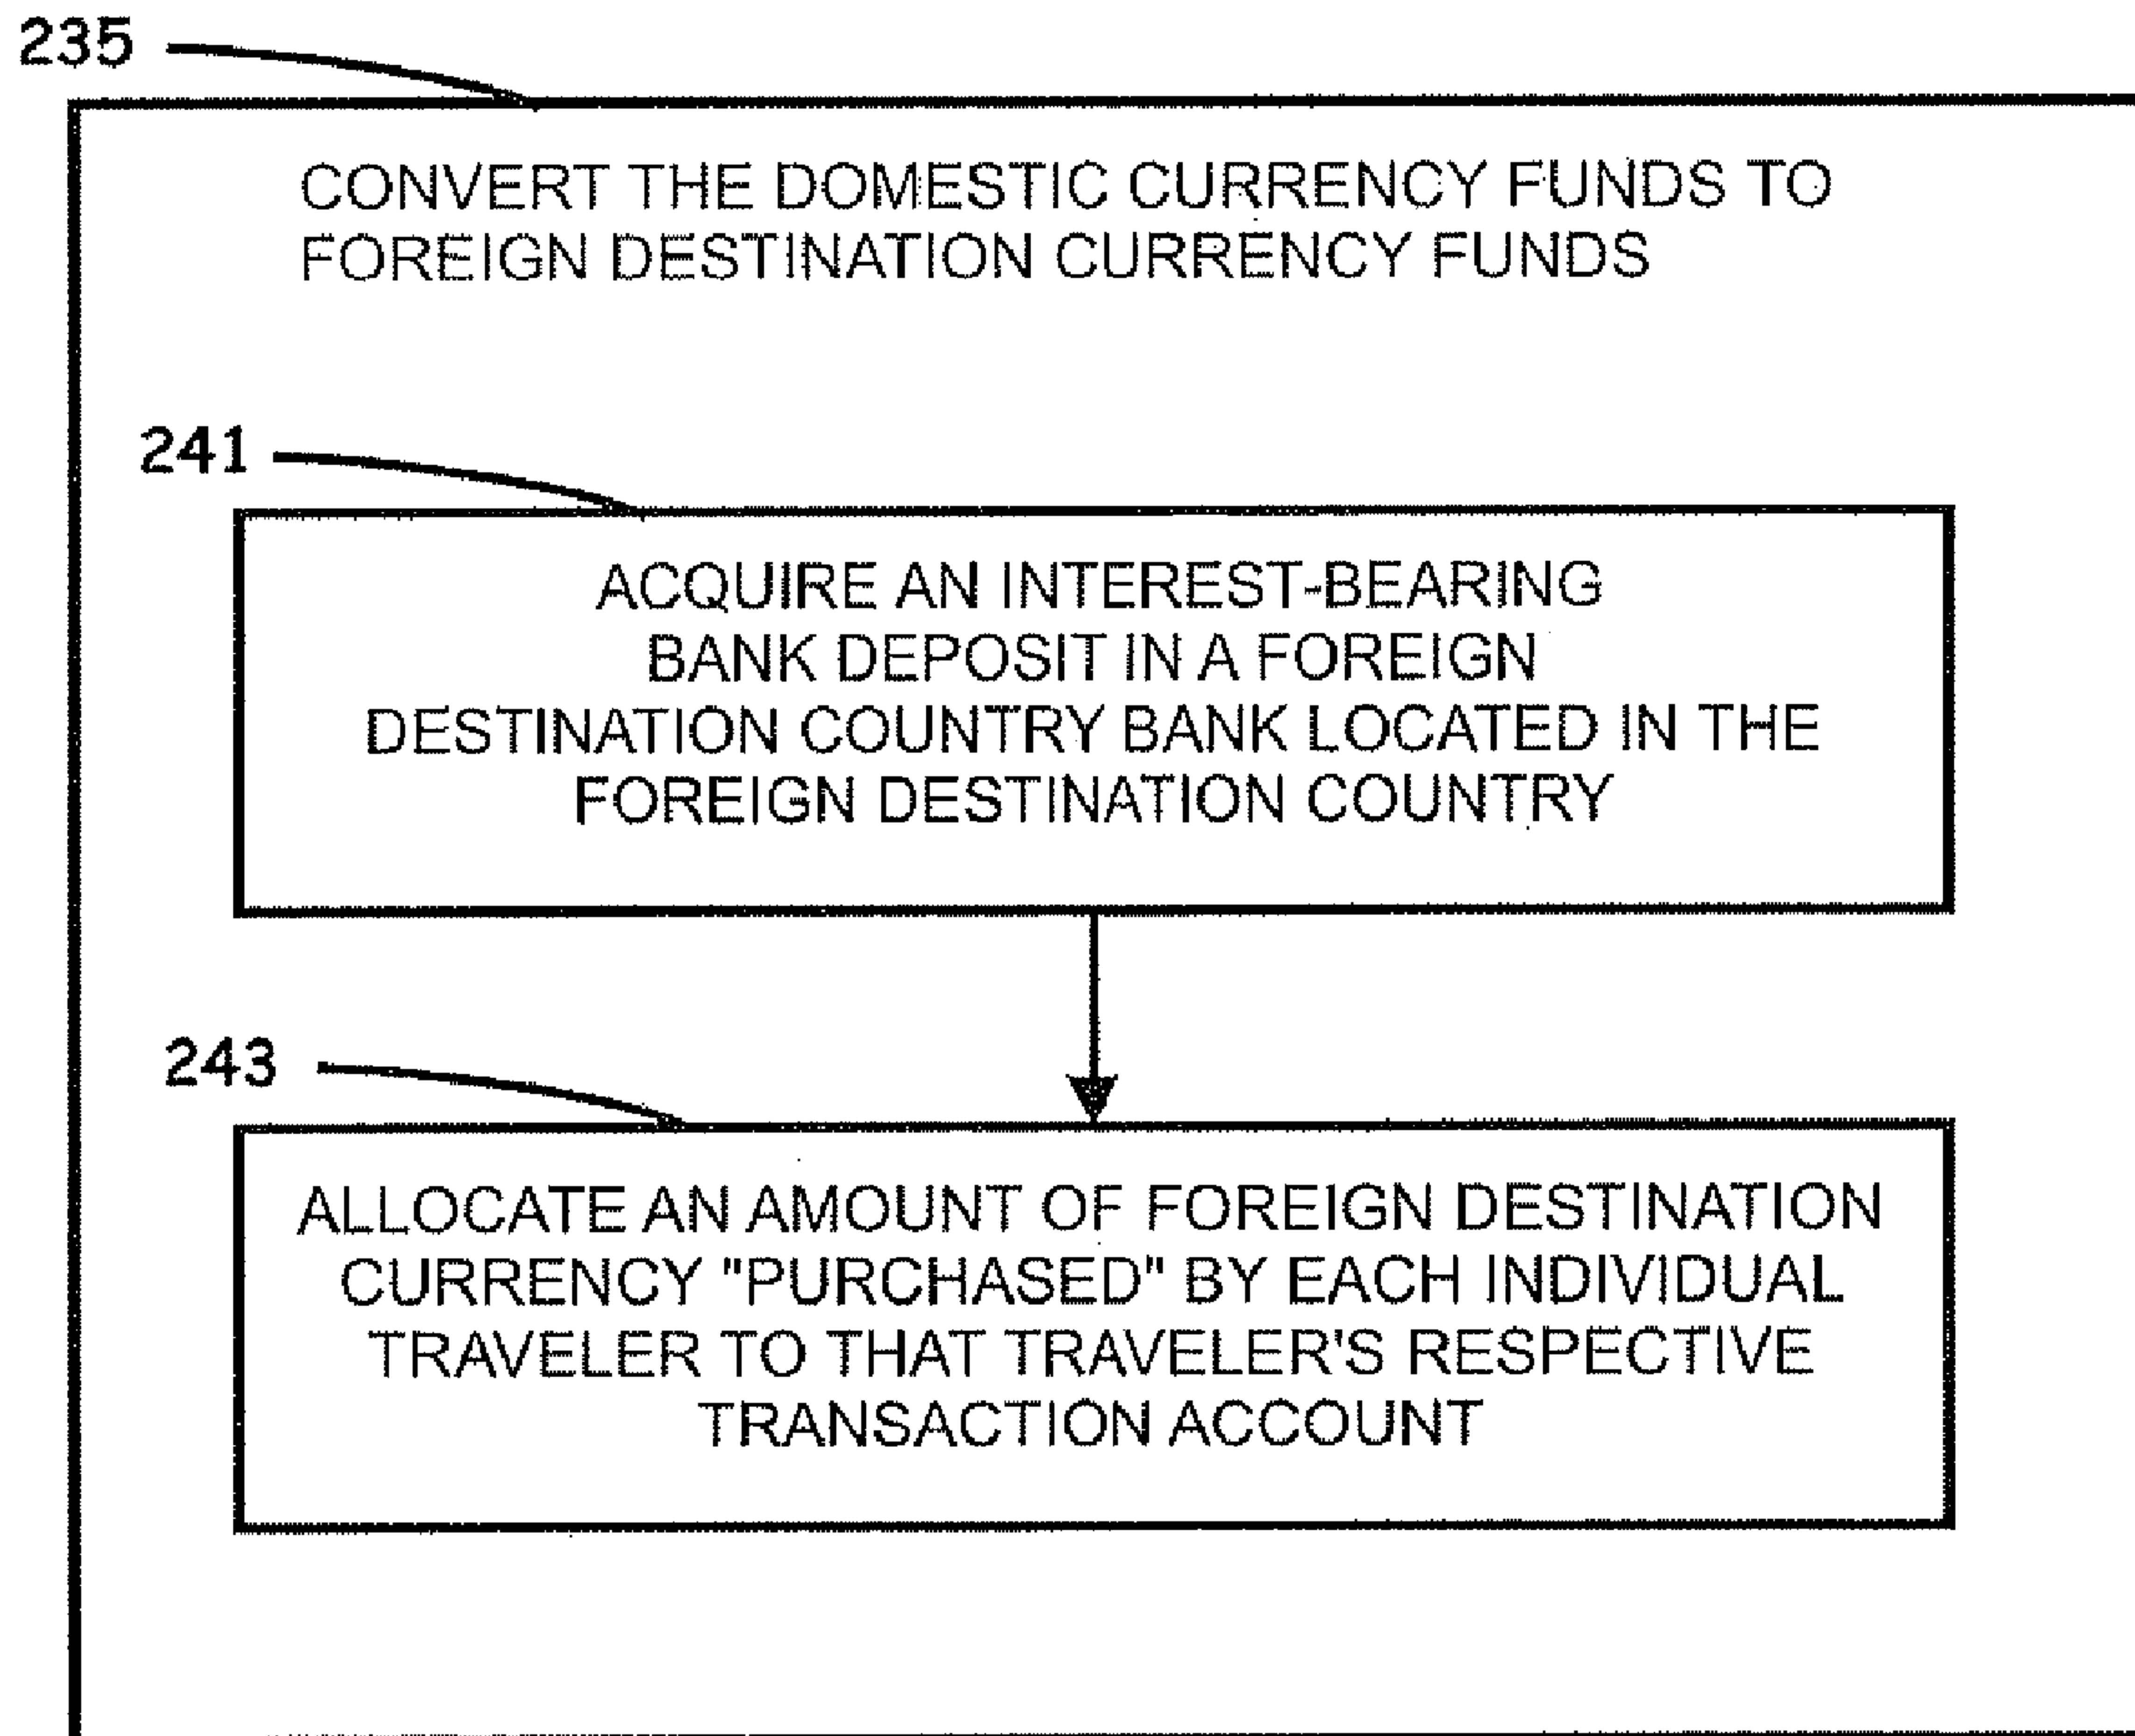 235
CONVERT THE DOMESTIC CURRENCY FUNDS TO
FOREIGN DESTINATION CURRENCY FUNDS
241
ACQUIRE AN INTEREST-BEARING
BANK DEPOSIT IN A FOREIGN
DESTINATION COUNTRY BANK LOCATED IN THE
FOREIGN DESTINATION COUNTRY
243
ALLOCATE AN AMOUNT OF FOREIGN DESTINATION
CURRENCY "PURCHASED" BY EACH INDIVIDUAL
TRAVELER TO THAT TRAVELER'S RESPECTIVE
TRANSACTION ACCOUNT